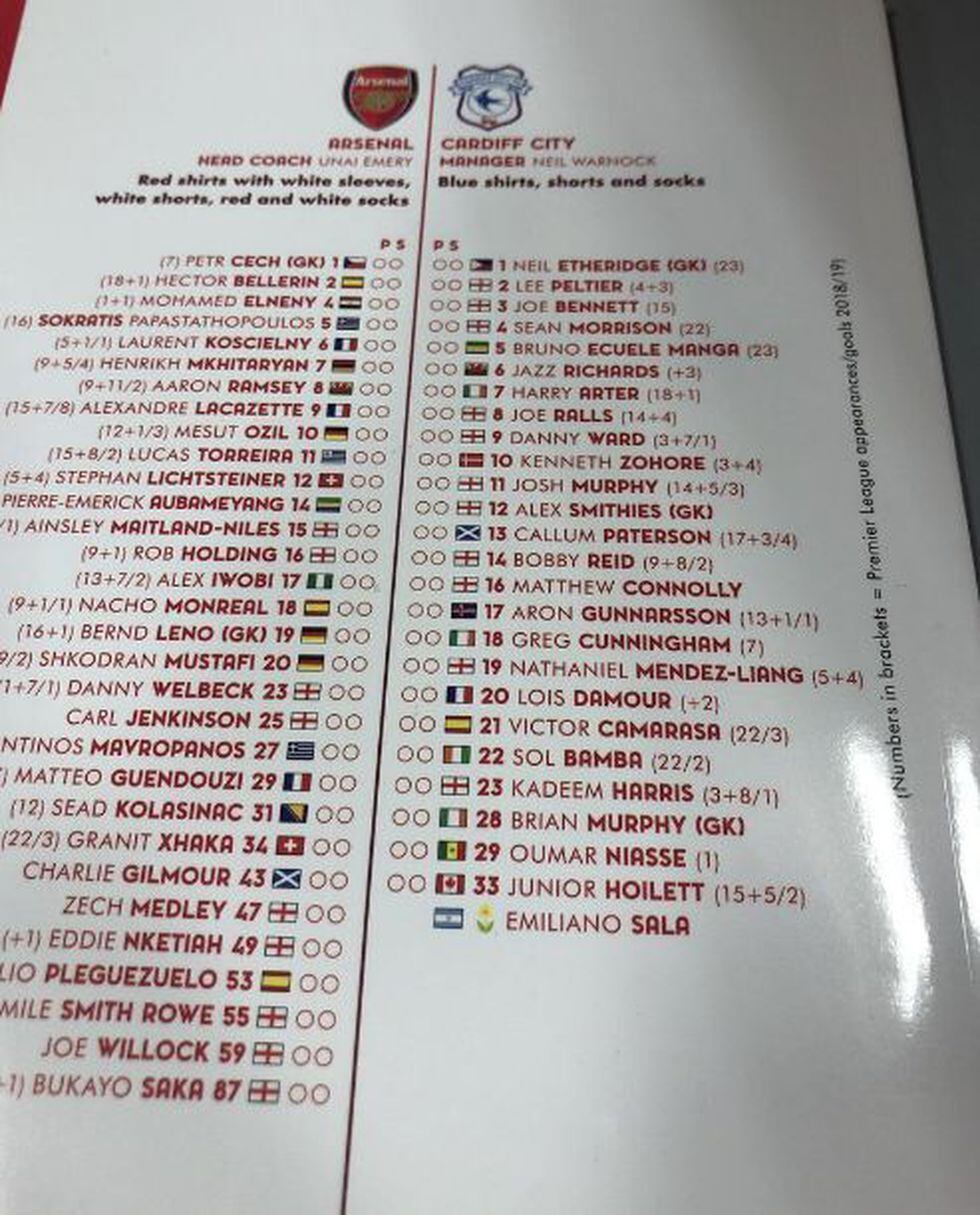 Arsenal
ARSENAL
HEAD COACH UNAI EMERY
Red shirts with white sleeves,
white shorts, red and white socks
P S
(7) PETR CECH (GK) 1
(18+1) HECTOR BELLERIN 2
(1+1) MOHAMED ELNENY 4
(16) SOKRATIS PAPASTATHOPOULOS 5
(5+1/1) LAURENT KOSCIELNY 6
(9+5/4) HENRIKH MKHITARYAN 7
(9+11/2) AARON RAMSEY 8
(15+7/8) ALEXANDRE LACAZETTE 9
(12+1/3) MESUT OZIL 10
(15+8/2) LUCAS TORREIRA 11
(5+4) STEPHAN LICHTSTEINER 12
PIERRE-EMERICK AUBAMEYANG 14
/1) AINSLEY MAITLAND-NILES 15
(9+1) ROB HOLDING 16
(13+7/2) ALEX IWOBI 17
(9+1/1) NACHO MONREAL 18
(16+1) BERND LENO (GK) 19
9/2) SHKODRAN MUSTAFI 20
1+7/1) DANNY WELBECK 23
CARL JENKINSON 25
NTINOS MAVROPANOS 27
) MATTEO GUENDOUZI 29
(12) SEAD KOLASINAC 31
(22/3) GRANIT XHAKA 34
CHARLIE GILMOUR 43
ZECH MEDLEY 47
(+1) EDDIE NKETIAH 49
LIO PLEGUEZUELO 53
MILE SMITH ROWE 55
JOE WILLOCK 59
+1) BUKAYO SAKA 87
CARDIFF CITY
MANAGER NEIL WARNOCK
Blue shirts, shorts and socks
P S
1 NEIL ETHERIDGE (GK) (23)
2 LEE PELTIER (4+3)
3 JOE BENNETT (15)
4 SEAN MORRISON (22)
5 BRUNO ECUELE MANGA (23)
6 JAZZ RICHARDS (+3)
7 HARRY ARTER (18+1)
8 JOE RALLS (14+4)
9 DANNY WARD (3+7/1)
10 KENNETH ZOHORE (3+4)
11 JOSH MURPHY (14+5/3)
12 ALEX SMITHIES (GK)
13 CALLUM PATERSON (17+3/4)
14 BOBBY REID (9+8/2)
16 MATTHEW CONNOLLY
17 ARON GUNNARSSON (13+1/1)
18 GREG CUNNINGHAM (7)
19 NATHANIEL MENDEZ-LIANG (5+4)
20 LOIS DAMOUR (+2)
21 VICTOR CAMARASA (22/3)
22 SOL BAMBA (22/2)
23 KADEEM HARRIS (3+8/1)
28 BRIAN MURPHY (GK)
29 OUMAR NIASSE (1)
33 JUNIOR HOILETT (15+5/2)
EMILIANO SALA
(Numbers in brackets = Premier League appearances/goals 2018/19)